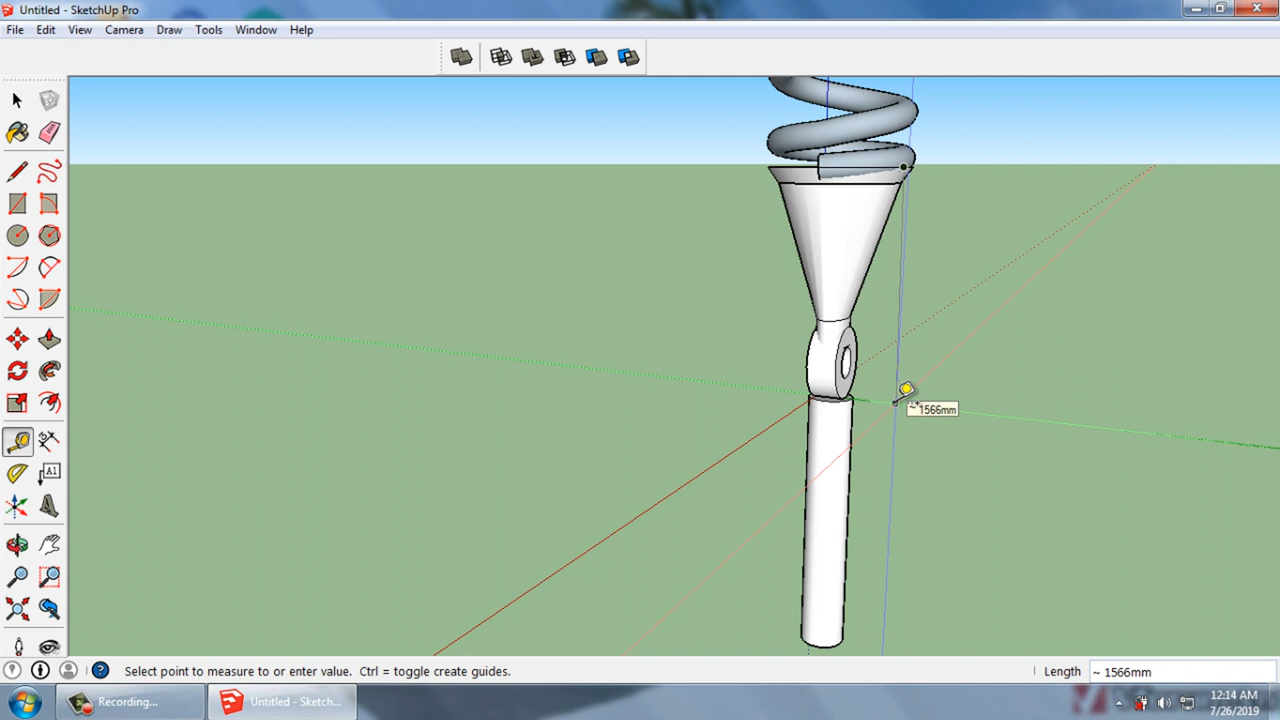 Untitled - SketchUp Pro
File Edit View Camera Draw Tools Window Help
A1
~ 1566mm
Select point to measure to or enter value. Ctrl = toggle create guides.
Length ~ 1566mm
Recording...
Untitled - Sketch...
12:14 AM
7/26/2019